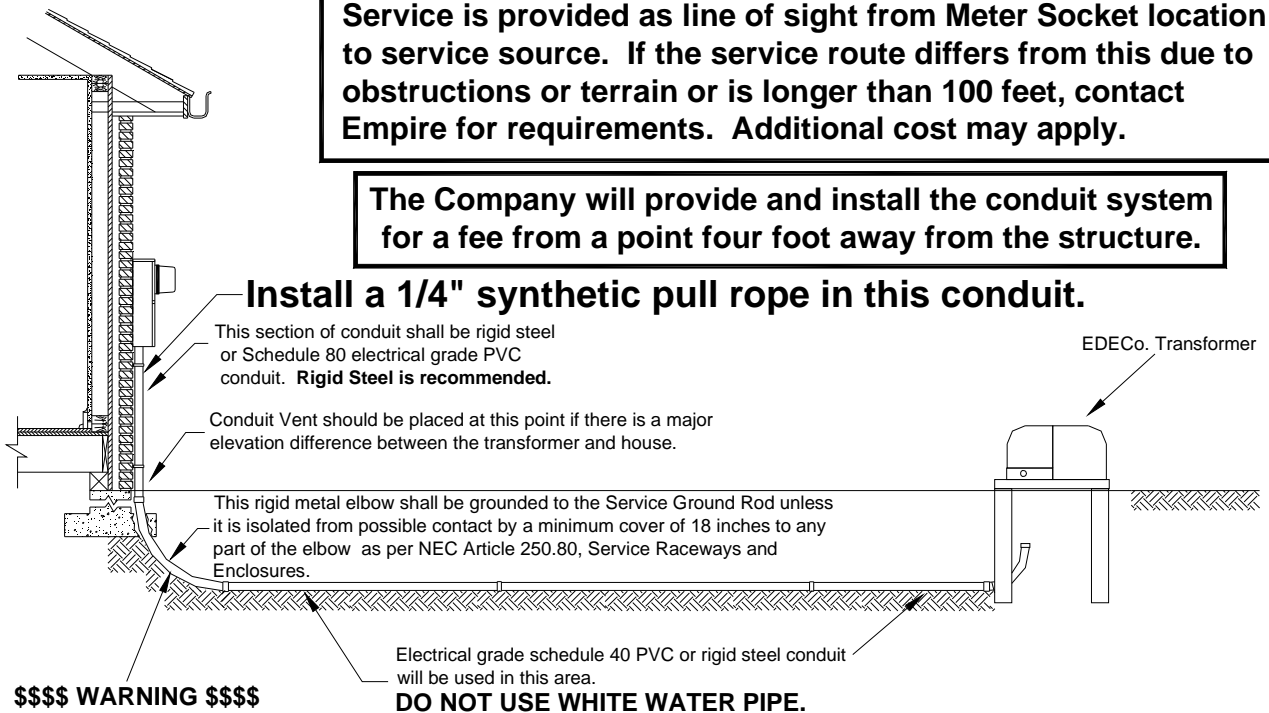 Service is provided as line of sight from Meter Socket location
to service source.  If the service route differs from this due to
obstructions or terrain or is longer than 100 feet, contact
Empire for requirements.  Additional cost may apply.
The Company will provide and install the conduit system
for a fee from a point four foot away from the structure.
Install a 1/4" synthetic pull rope in this conduit.
This section of conduit shall be rigid steel
or Schedule 80 electrical grade PVC
conduit.  Rigid Steel is recommended.
EDECo. Transformer
Conduit Vent should be placed at this point if there is a major
elevation difference between the transformer and house.
This rigid metal elbow shall be grounded to the Service Ground Rod unless
it is isolated from possible contact by a minimum cover of 18 inches to any
part of the elbow  as per NEC Article 250.80, Service Raceways and
Enclosures.
Electrical grade schedule 40 PVC or rigid steel conduit
will be used in this area.
DO NOT USE WHITE WATER PIPE.
$$$$ WARNING $$$$